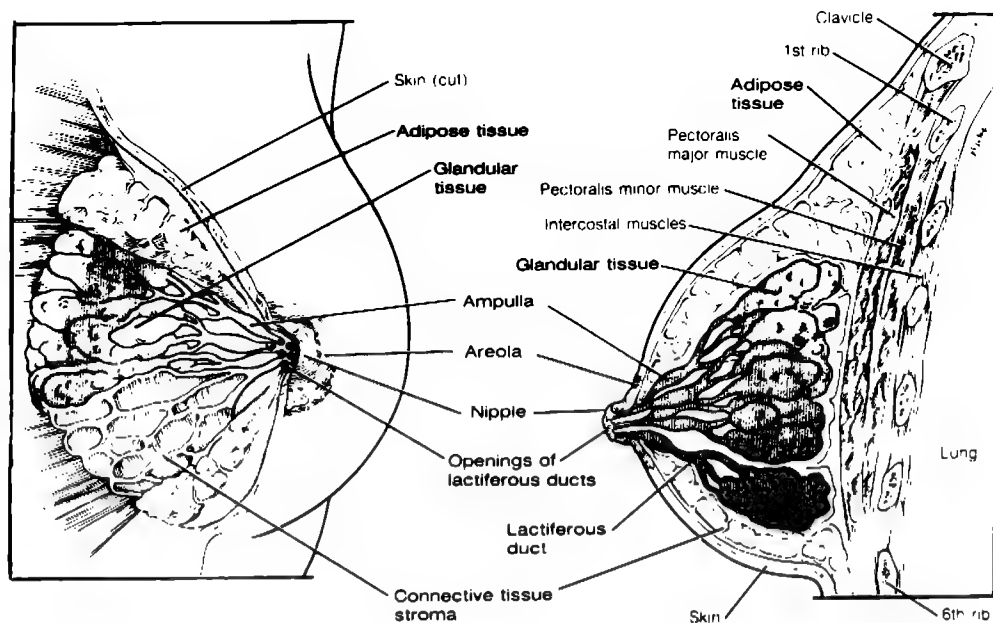 Skin (cut)
Adipose tissue
Glandular
tissue
Ampulla
Areola
Nipple
Openings of
lactiferous ducts
Lactiferous
duct
Connective tissue
stroma
Clavicle
1st rib
Adipose
tissue
Pectoralis
major muscle
Pectoralis minor muscle
Intercostal muscles
Glandular tissue
Lung
Skin
6th rib